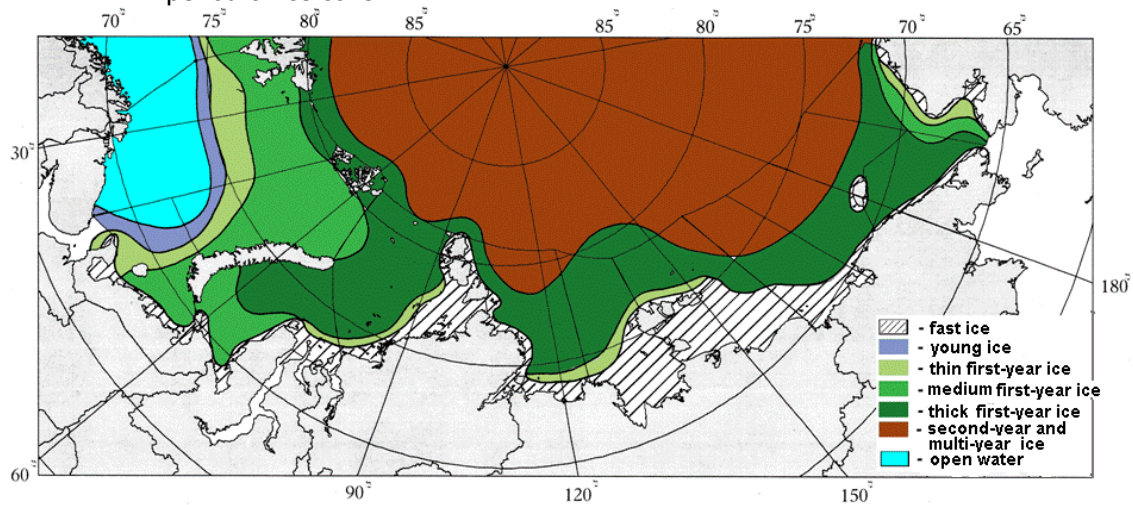 70° 75° 80° 85° 85° 80° 75° 70° 65°
30°
180°
- fast ice
- young ice
- thin first-year ice
- medium first-year ice
- thick first-year ice
- second-year and
multi-year ice
- open water
60°
90° 120° 150°